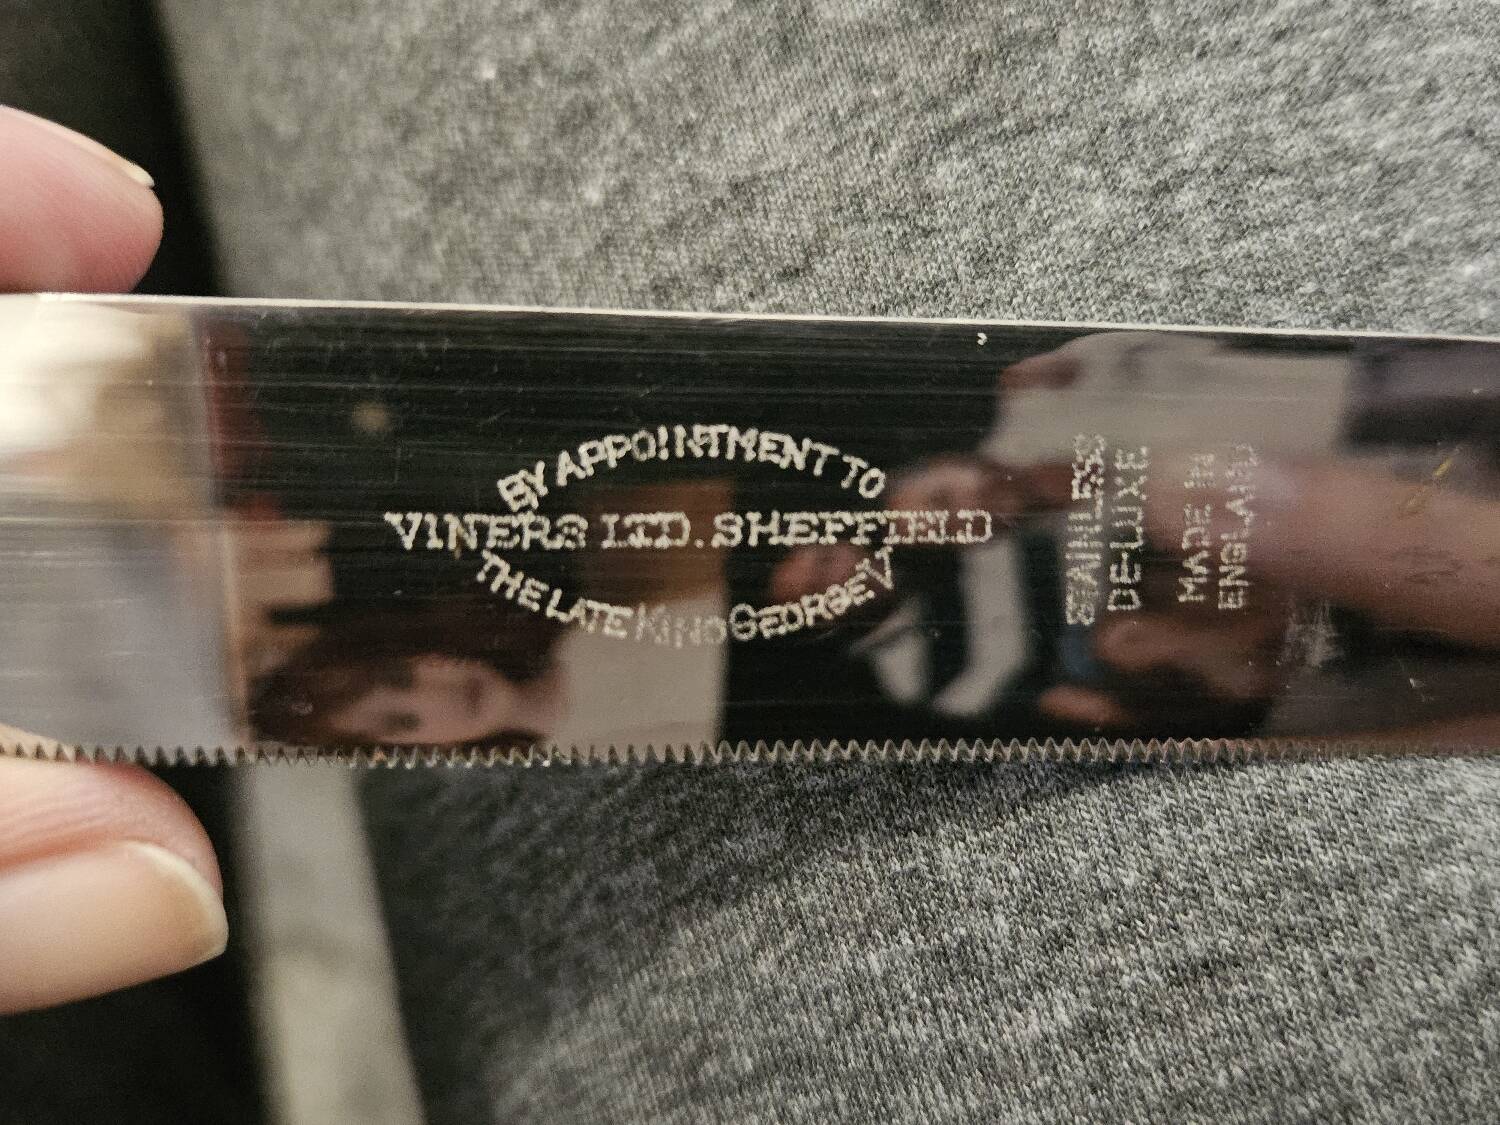 BY APPOINTMENT TO
VINERS LTD. SHEFFIELD
THE LATE KING GEORGE V
STAINLESS
DE-LUXE
MADE IN
ENGLAND